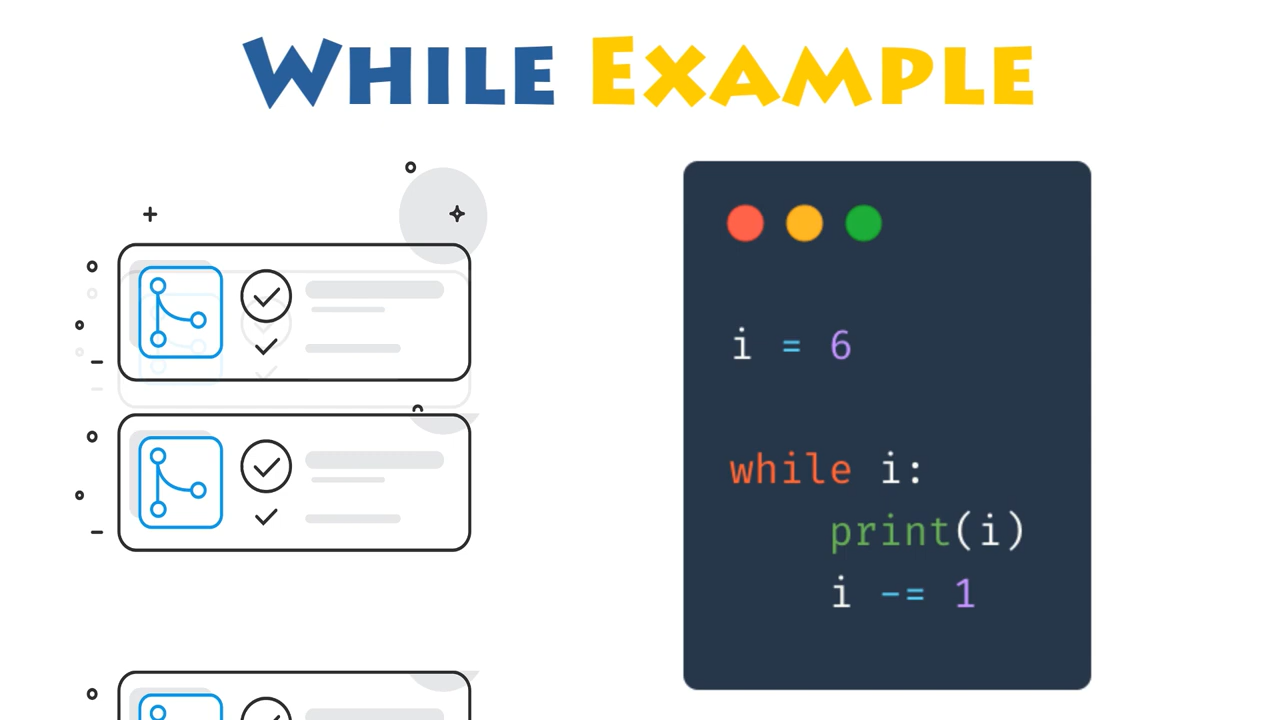 WHILE EXAMPLE
i = 6
while i:
    print(i)
    i -= 1